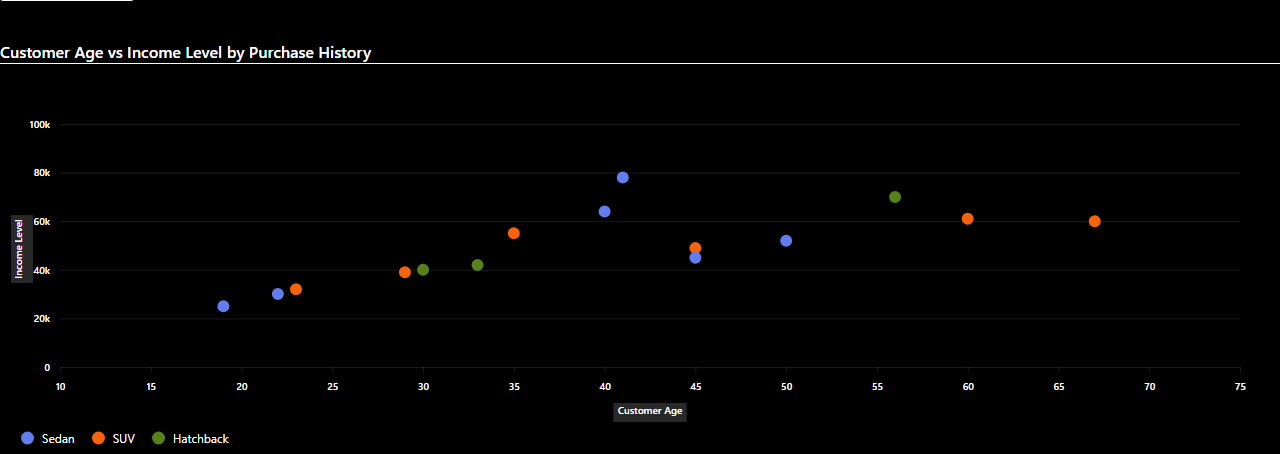 Customer Age vs Income Level by Purchase History
100k
80k
60k
40k
20k
0
Income Level
10 15 20 25 30 35 40 45 50 55 60 65 70 75
Customer Age
Sedan SUV Hatchback